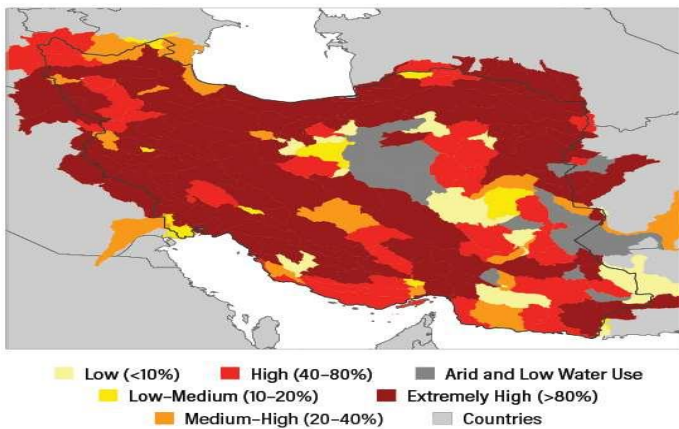 Low (<10%) High (40–80%) Arid and Low Water Use
Low–Medium (10–20%) Extremely High (>80%)
Medium–High (20–40%) Countries